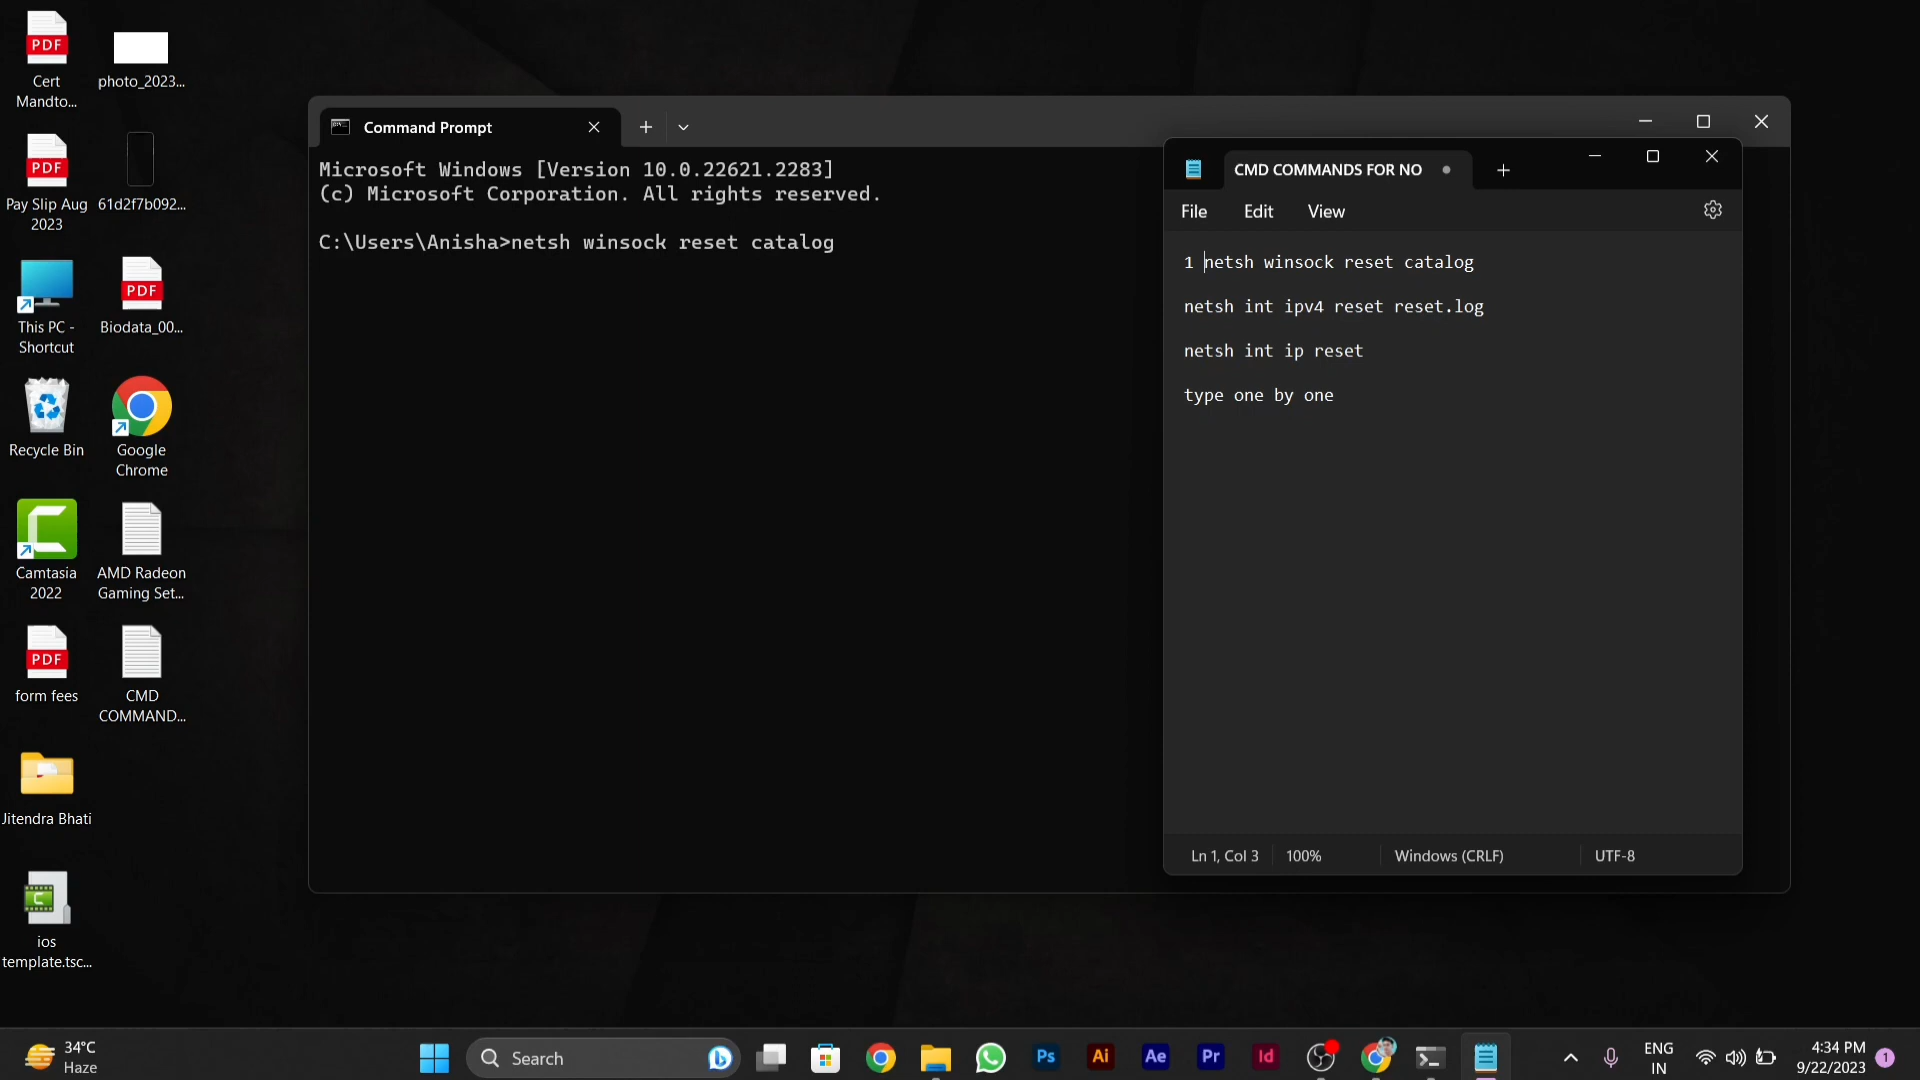 PDF
Cert
Mandto...
photo_2023...
PDF
Pay Slip Aug
2023
61d2f7b092...
This PC -
Shortcut
PDF
Biodata_00...
Recycle Bin
Google
Chrome
Camtasia
2022
AMD Radeon
Gaming Set...
PDF
form fees
CMD
COMMAND...
Jitendra Bhati
ios
template.tsc...
Command Prompt
Microsoft Windows [Version 10.0.22621.2283]
(c) Microsoft Corporation. All rights reserved.
C:\Users\Anisha>netsh winsock reset catalog
CMD COMMANDS FOR NO
File Edit View
1 netsh winsock reset catalog
netsh int ipv4 reset reset.log
netsh int ip reset
type one by one
Ln 1, Col 3 100% Windows (CRLF) UTF-8
34°C
Haze
Search
Ps Ai Ae Pr Id
ENG
IN
4:34 PM
9/22/2023
1